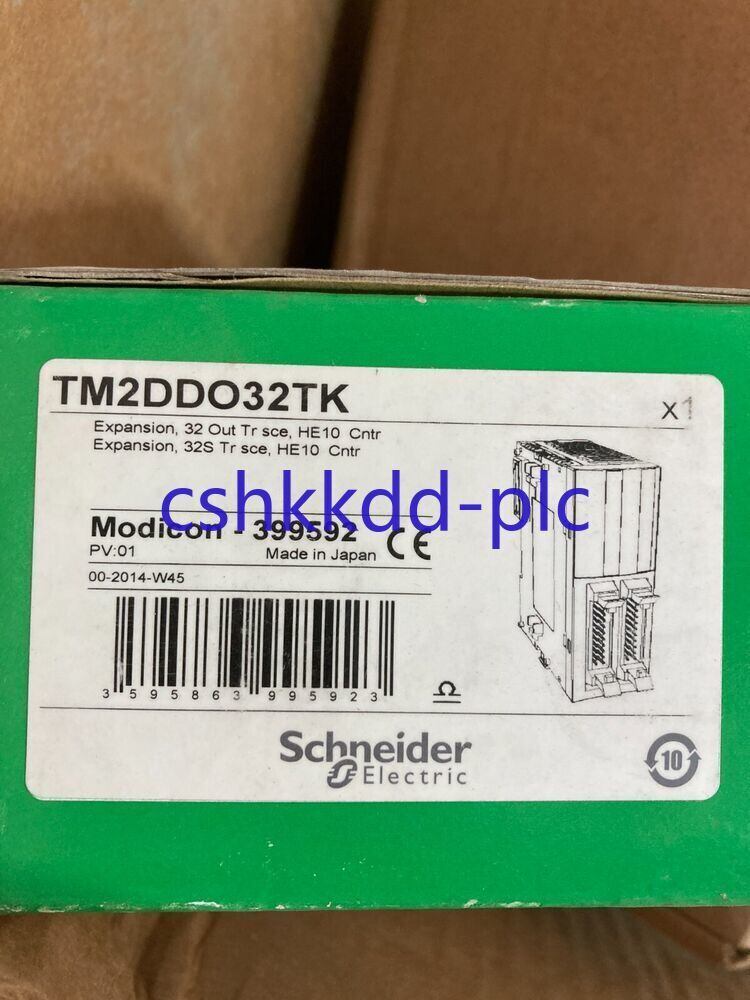 TM2DDO32TK
x1
Expansion, 32 Out Tr sce, HE10 Cntr
Expansion, 32S Tr sce, HE10 Cntr
cshkkdd-plc
Modicon - 399592 CE
PV:01
Made in Japan
00-2014-W45
3 595863 995923
Schneider
Electric
10